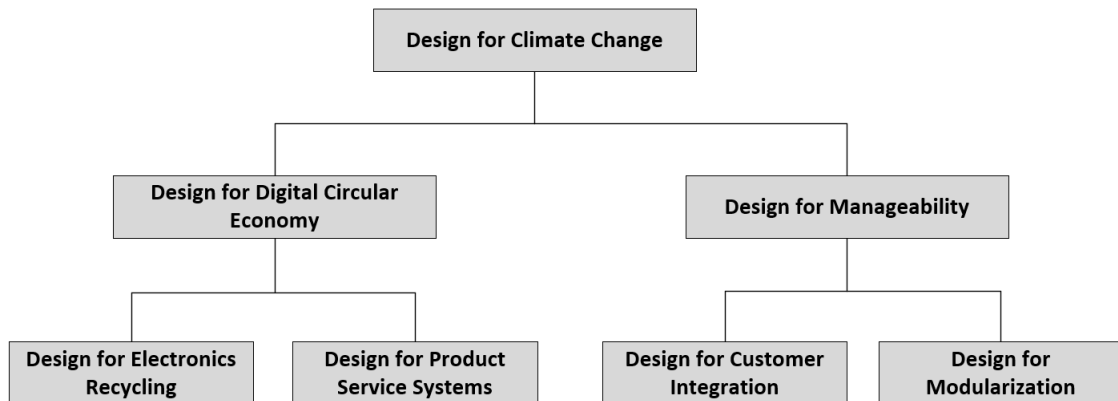 Design for Climate Change
Design for Digital Circular
Economy
Design for Manageability
Design for Electronics
Recycling
Design for Product
Service Systems
Design for Customer
Integration
Design for
Modularization